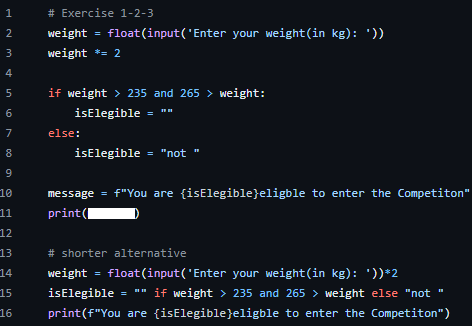 1 # Exercise 1-2-3
2 weight = float(input('Enter your weight(in kg): '))
3 weight *= 2
4
5 if weight > 235 and 265 > weight:
6     isElegible = ""
7 else:
8     isElegible = "not "
9
10 message = f"You are {isElegible}eligble to enter the Competiton"
11 print( )
12
13 # shorter alternative
14 weight = float(input('Enter your weight(in kg): '))*2
15 isElegible = "" if weight > 235 and 265 > weight else "not "
16 print(f"You are {isElegible}eligble to enter the Competiton")